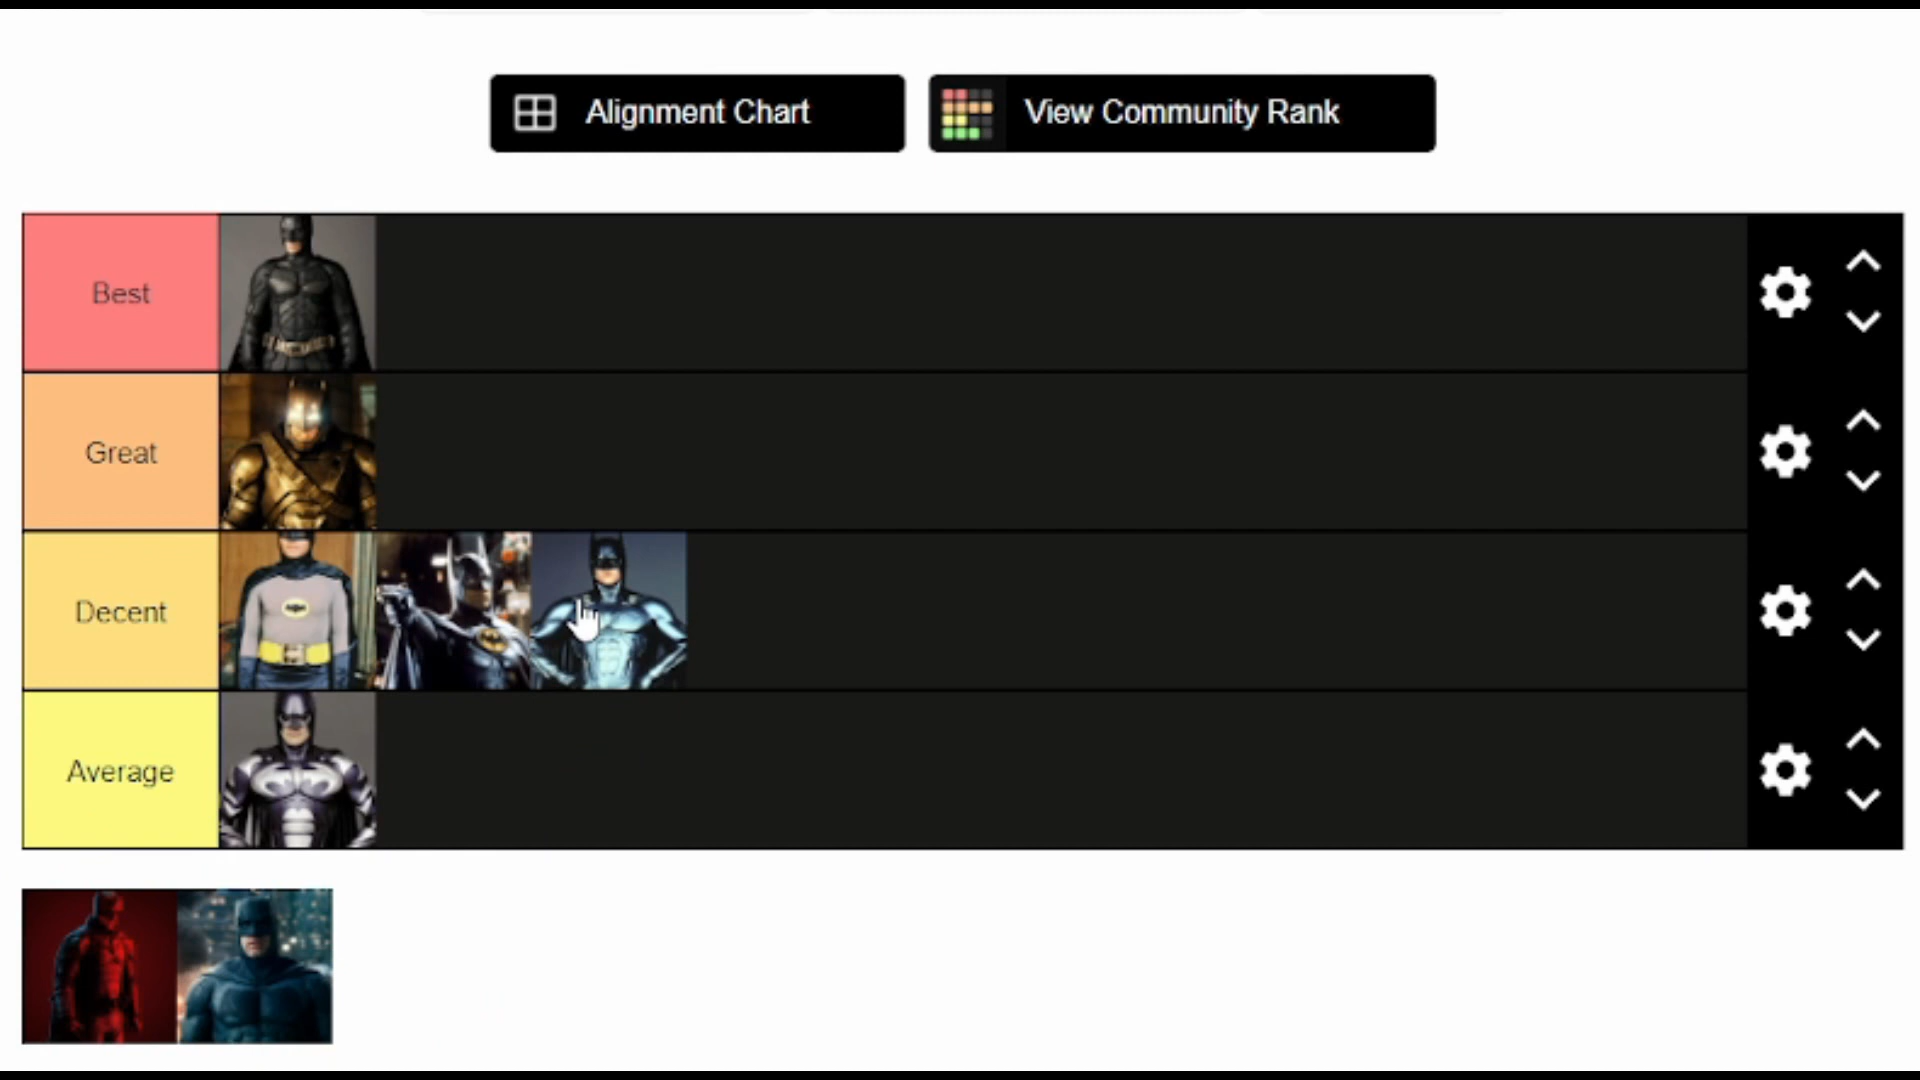 Alignment Chart
View Community Rank
Best
Great
Decent
Average